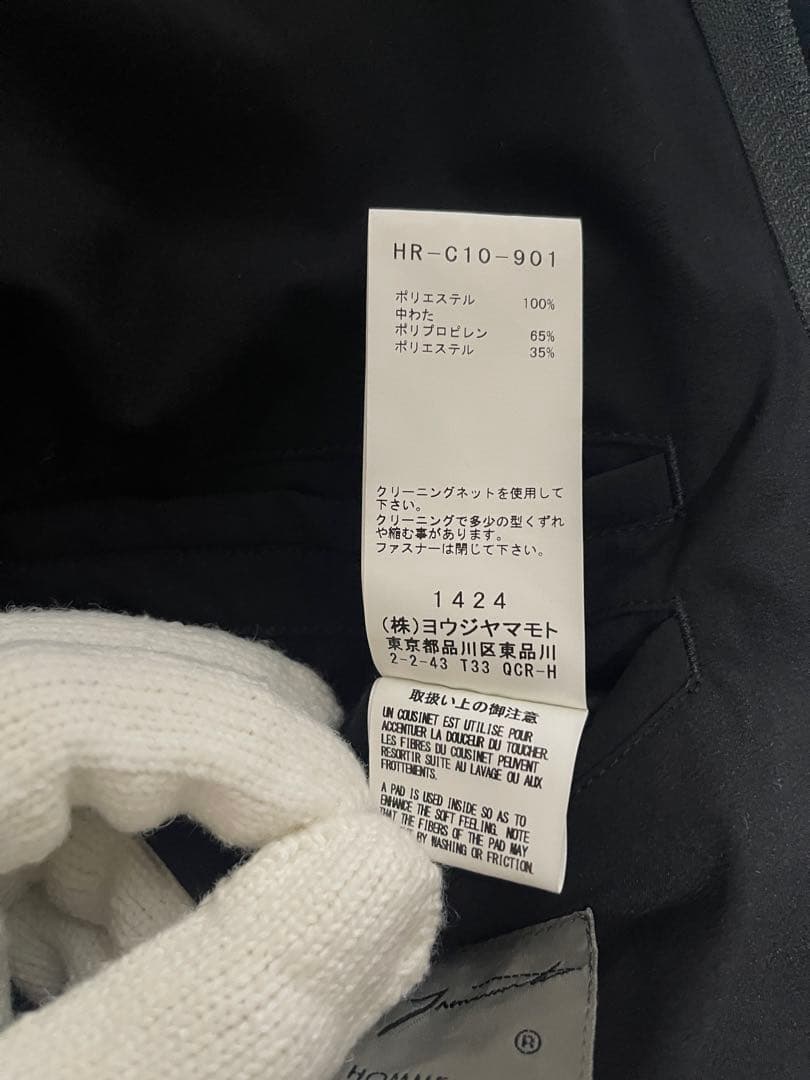 HR-C10-901
ポリエステル 100%
中わた
ポリプロピレン 65%
ポリエステル 35%
クリーニングネットを使用して
下さい。
クリーニングで多少の型くずれ
や縮む事があります。
ファスナーは閉じて下さい。
1424
(株)ヨウジヤマモト
東京都品川区東品川
2-2-43 T33 QCR-H
取扱い上の御注意
UN COUSINET EST UTILISE POUR
ACCENTUER LA DOUCEUR DU TOUCHER.
LES FIBRES DU COUSINET PEUVENT
RESORTIR SUITE AU LAVAGE OU AUX
FROTTEMENTS.
A PAD IS USED INSIDE SO AS TO
ENHANCE THE SOFT FEELING. NOTE
THAT THE FIBERS OF THE PAD MAY
BY WASHING OR FRICTION.
®
HOMME